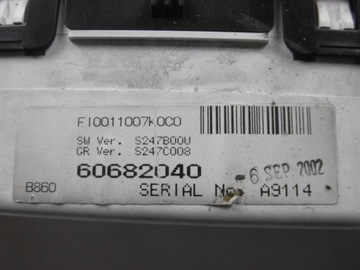 FI0011007K0C0
SW Ver. S247B00U
GR Ver. S247C008
60682040
6 SEP 2002
B860 SERIAL No. A9114